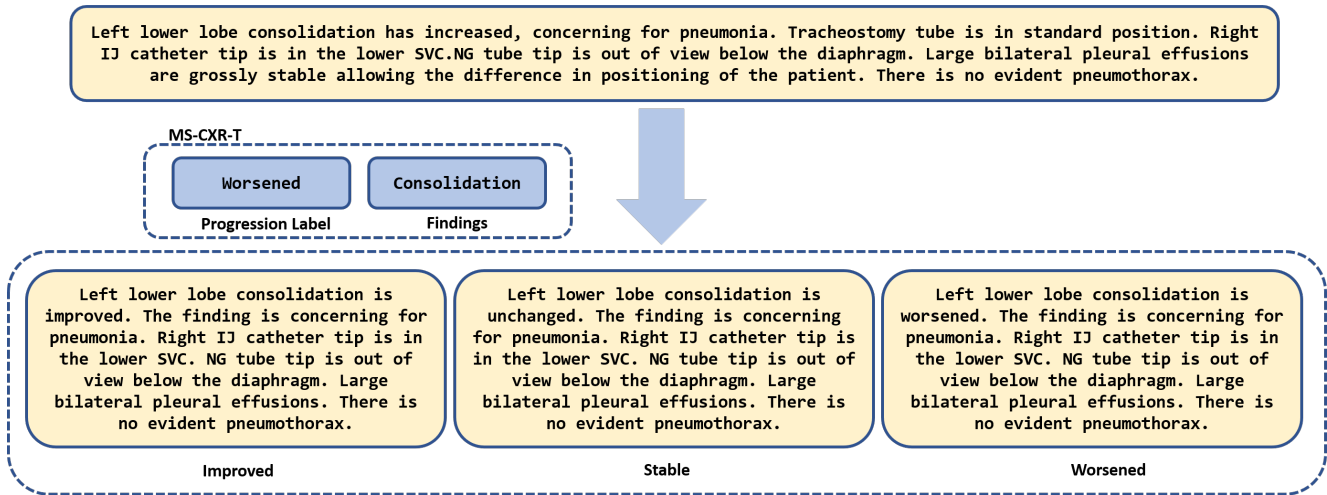 Left lower lobe consolidation has increased, concerning for pneumonia. Tracheostomy tube is in standard position. Right
IJ catheter tip is in the lower SVC.NG tube tip is out of view below the diaphragm. Large bilateral pleural effusions
are grossly stable allowing the difference in positioning of the patient. There is no evident pneumothorax.
MS-CXR-T
Worsened
Consolidation
Progression Label
Findings
Left lower lobe consolidation is
improved. The finding is concerning for
pneumonia. Right IJ catheter tip is in
the lower SVC. NG tube tip is out of
view below the diaphragm. Large
bilateral pleural effusions. There is
no evident pneumothorax.
Improved
Left lower lobe consolidation is
unchanged. The finding is concerning
for pneumonia. Right IJ catheter tip is
in the lower SVC. NG tube tip is out of
view below the diaphragm. Large
bilateral pleural effusions. There is
no evident pneumothorax.
Stable
Left lower lobe consolidation is
worsened. The finding is concerning for
pneumonia. Right IJ catheter tip is in
the lower SVC. NG tube tip is out of
view below the diaphragm. Large
bilateral pleural effusions. There is
no evident pneumothorax.
Worsened